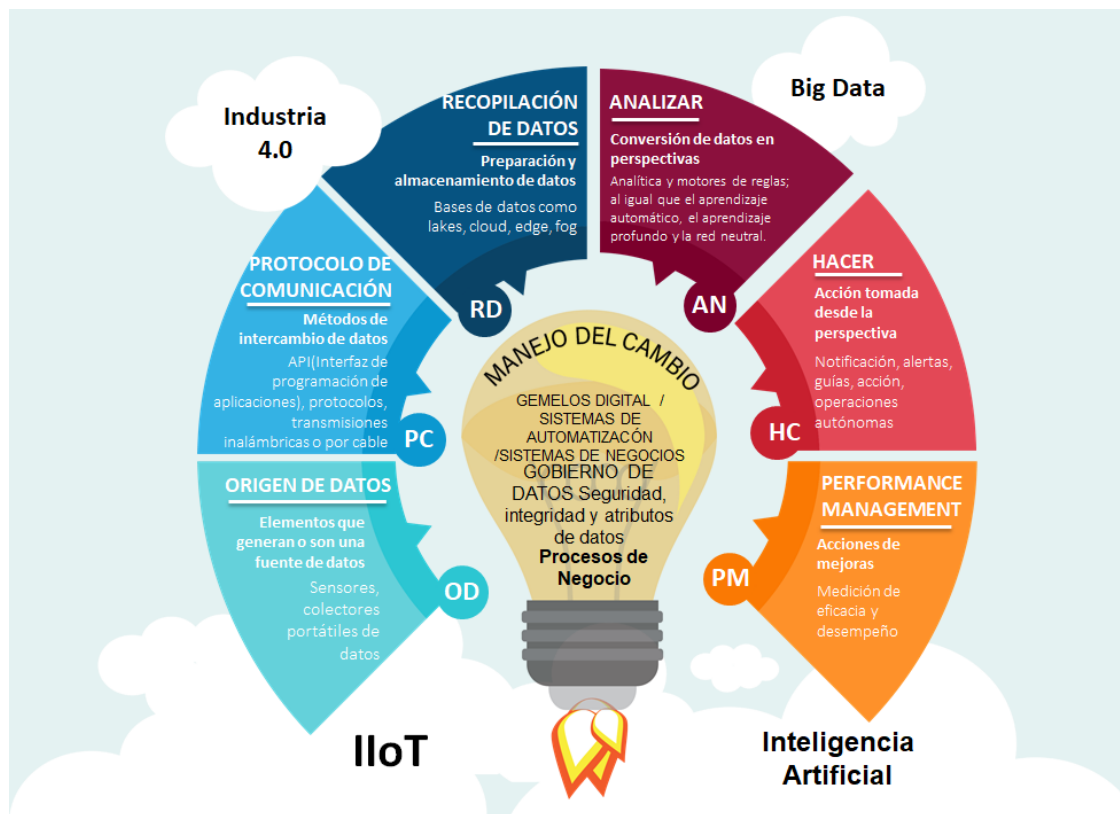 Industria
4.0
Big Data
RECOPILACIÓN
DE DATOS
Preparación y
almacenamiento de datos
Bases de datos como
lakes, cloud, edge, fog
RD
ANALIZAR
Conversión de datos en
perspectivas
Analítica y motores de reglas;
al igual que el aprendizaje
automático, el aprendizaje
profundo y la red neutral.
AN
PROTOCOLO DE
COMUNICACIÓN
Métodos de
intercambio de datos
API(Interfaz de
programación de
aplicaciones), protocolos,
transmisiones
inalámbricas o por cable
PC
HACER
Acción tomada
desde la
perspectiva
Notificación, alertas,
guías, acción,
operaciones
autónomas
HC
ORIGEN DE DATOS
Elementos que
generan o son una
fuente de datos
Sensores,
colectores
portátiles de
datos
OD
PERFORMANCE
MANAGEMENT
Acciones de
mejoras
Medición de
eficacia y
desempeño
PM
MANEJO DEL CAMBIO
GEMELOS DIGITAL /
SISTEMAS DE
AUTOMATIZACÓN
/SISTEMAS DE NEGOCIOS
GOBIERNO DE
DATOS Seguridad,
integridad y atributos
de datos
Procesos de
Negocio
IIoT
Inteligencia
Artificial